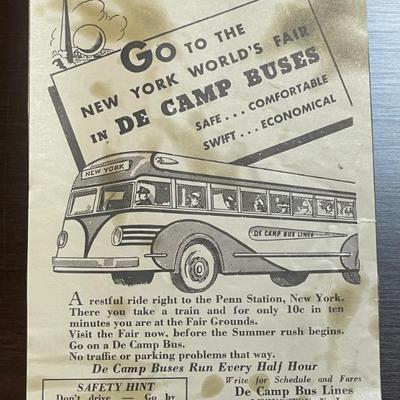 GO TO THE
NEW YORK WORLD'S FAIR
IN DE CAMP BUSES
SAFE... COMFORTABLE
SWIFT... ECONOMICAL
NEW YORK
DE CAMP BUS LINES
A restful ride right to the Penn Station, New York.
There you take a train and for only 10c in ten
minutes you are at the Fair Grounds.
Visit the Fair now, before the Summer rush begins.
Go on a De Camp Bus.
No traffic or parking problems that way.
De Camp Buses Run Every Half Hour
SAFETY HINT
Don't drive — Go by
Write for Schedule and Fares
De Camp Bus Lines